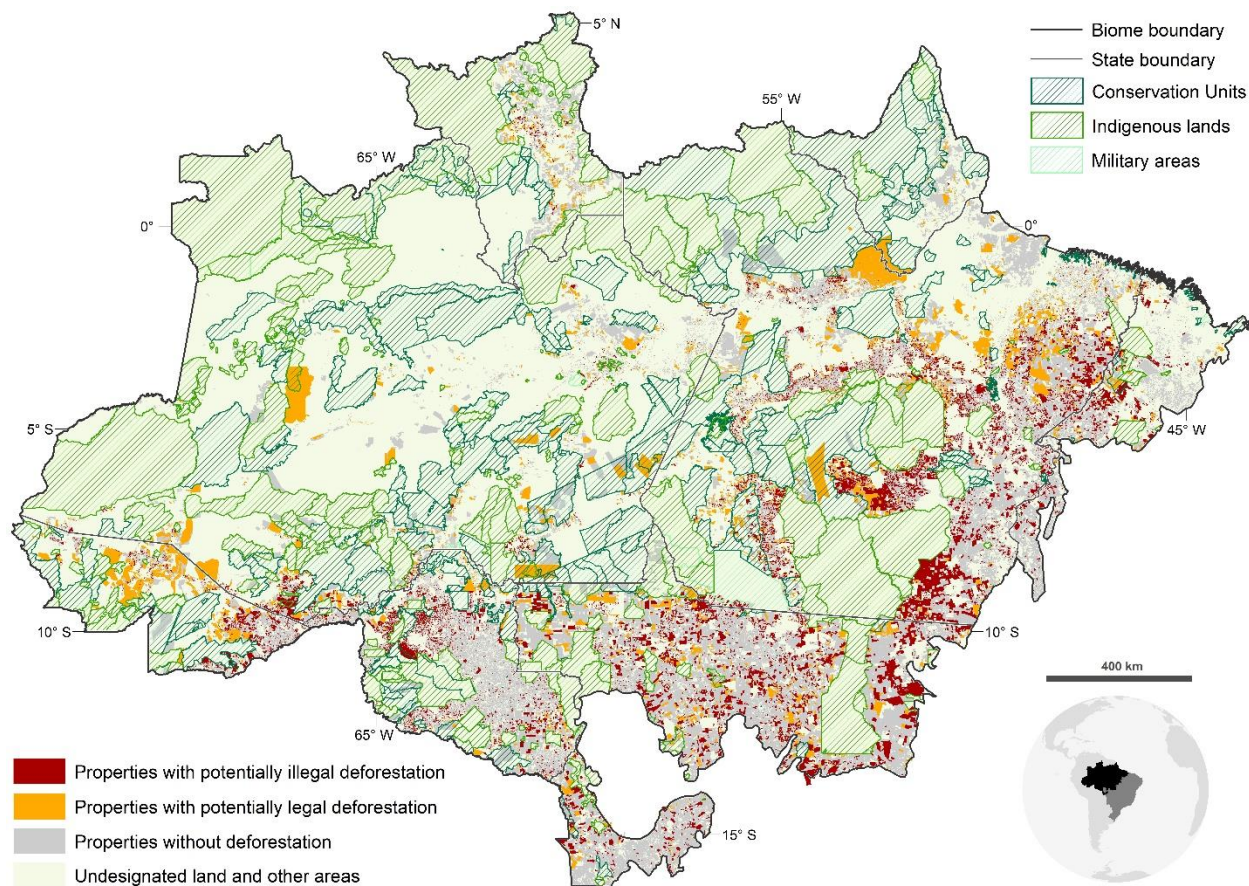 5° N
Biome boundary
State boundary
55° W
Conservation Units
Indigenous lands
65° W
Military areas
0°
0°
5° S
45° W
10° S
10° S
400 km
65° W
Properties with potentially illegal deforestation
Properties with potentially legal deforestation
Properties without deforestation
15° S
Undesignated land and other areas